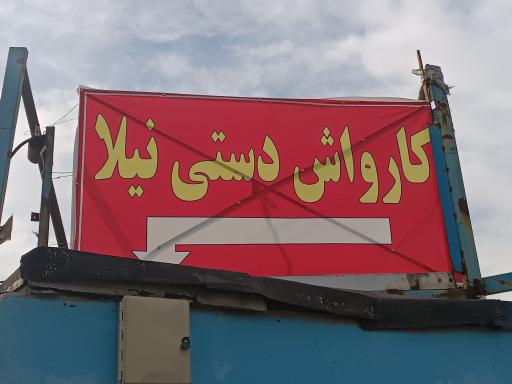 کارواش دستی نیلا